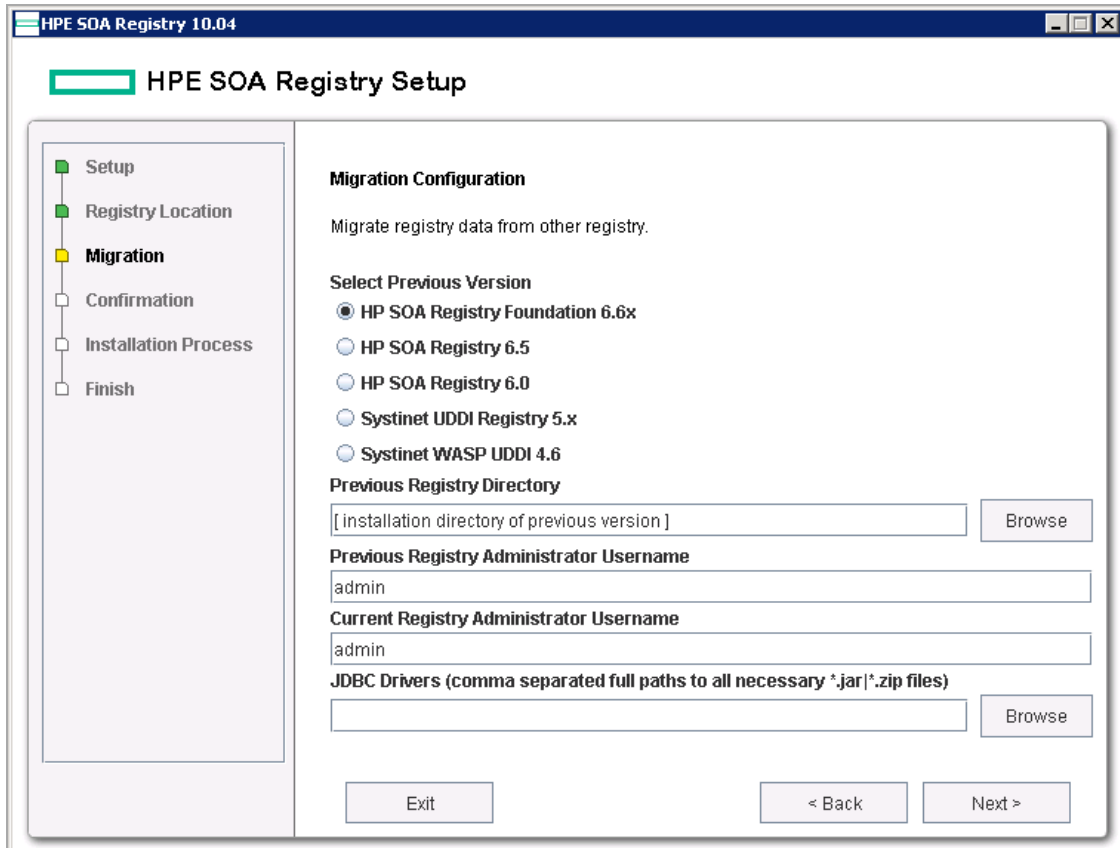 HPE SOA Registry 10.04
HPE SOA Registry Setup
Setup
Registry Location
Migration
Confirmation
Installation Process
Finish
Migration Configuration
Migrate registry data from other registry.
Select Previous Version
HP SOA Registry Foundation 6.6x
HP SOA Registry 6.5
HP SOA Registry 6.0
Systinet UDDI Registry 5.x
Systinet WASP UDDI 4.6
Previous Registry Directory
[ installation directory of previous version ]
Browse
Previous Registry Administrator Username
admin
Current Registry Administrator Username
admin
JDBC Drivers (comma separated full paths to all necessary *.jar|*.zip files)
Browse
Exit
< Back
Next >